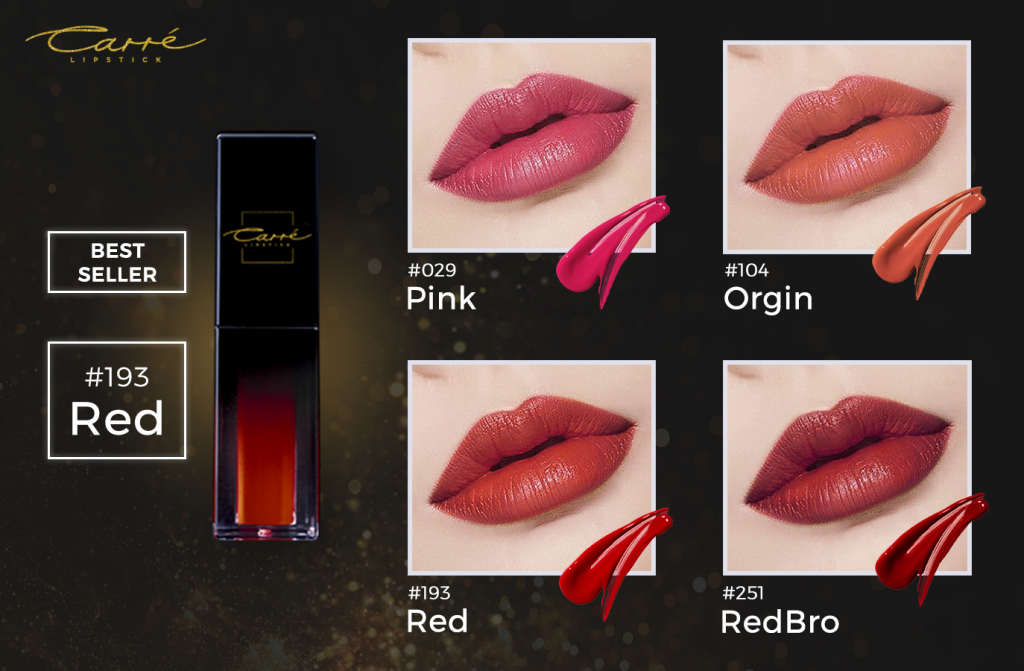 Carré
LIPSTICK
BEST
SELLER
#193
Red
Carré
LIPSTICK
#029
Pink
#104
Orgin
#193
Red
#251
RedBro